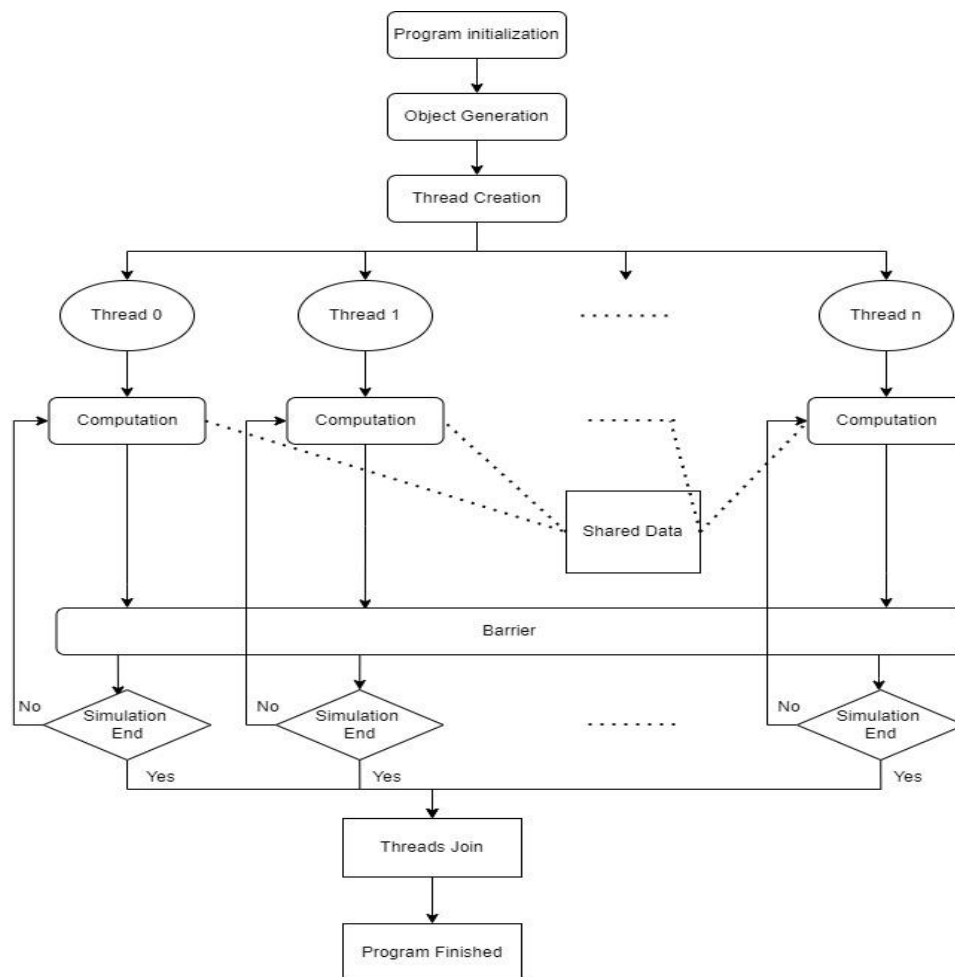 Program initialization
Object Generation
Thread Creation
Thread 0
Thread 1
........
Thread n
Computation
Computation
........
Computation
Shared Data
Barrier
No
Simulation
End
No
Simulation
End
........
No
Simulation
End
Yes
Yes
Yes
Threads Join
Program Finished